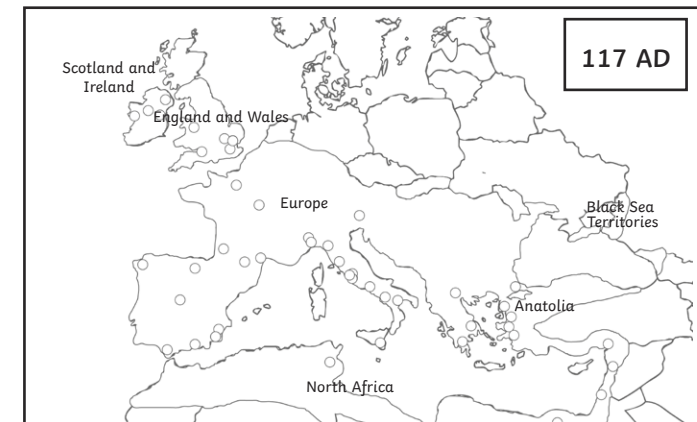 117 AD
Scotland and
Ireland
England and Wales
Europe
Black Sea
Territories
Anatolia
North Africa